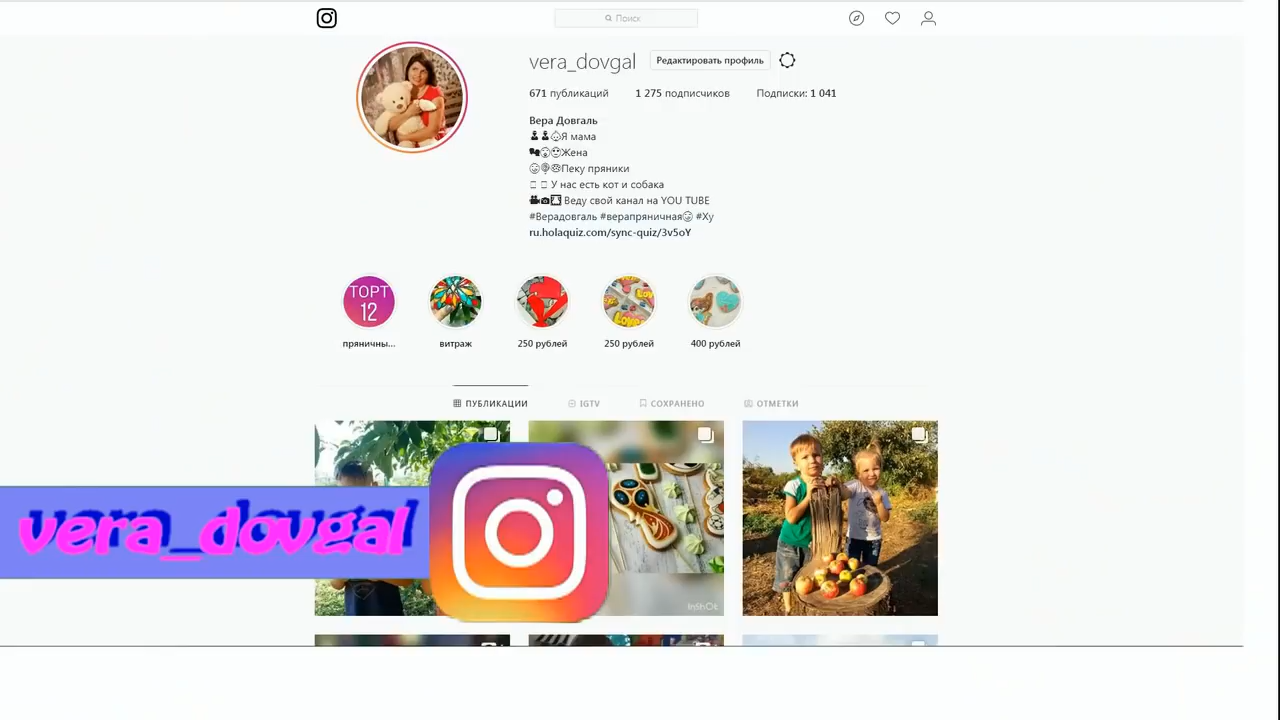 Поиск
vera_dovgal Редактировать профиль
671 публикаций 1 275 подписчиков Подписки: 1 041
Вера Довгаль
Я мама
Жена
Пеку пряники
У нас есть кот и собака
Веду свой канал на YOU TUBE
#Верадовгаль #верапряничная #Ху
ru.holaquiz.com/sync-quiz/3v5oY
ТОРТ
12
пряничны... витраж 250 рублей 250 рублей 400 рублей
ПУБЛИКАЦИИ IGTV СОХРАНЕНО ОТМЕТКИ
vera_dovgal
InShOt